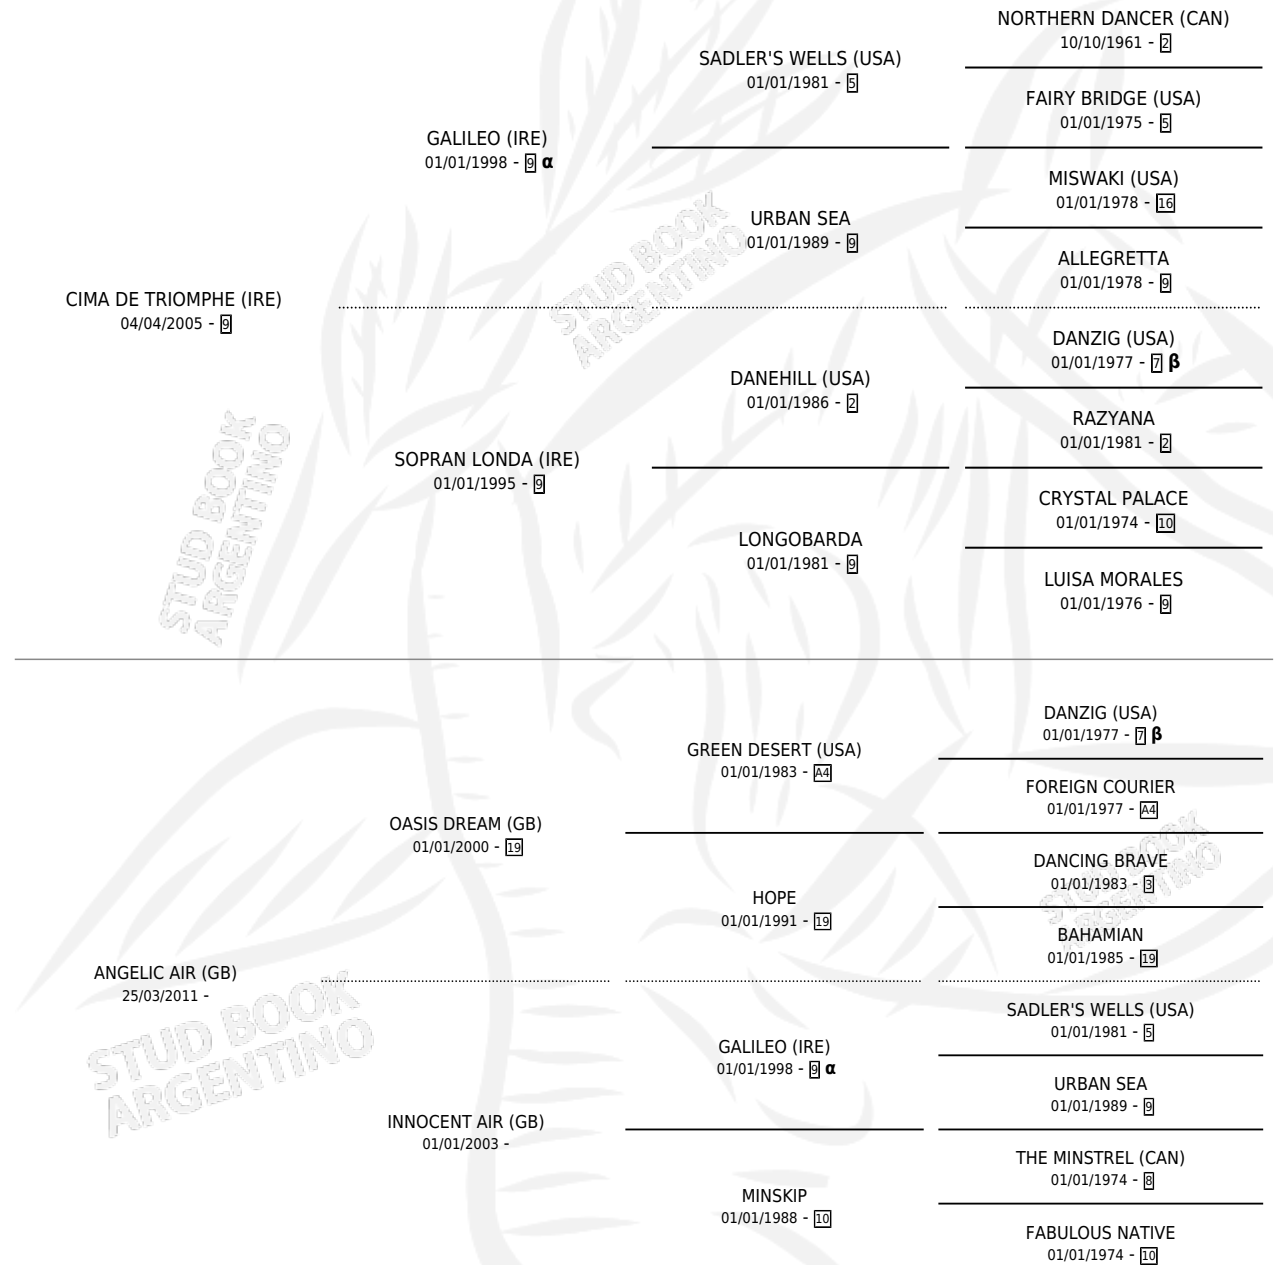 NORTHERN DANCER (CAN)
10/10/1961 - 2
SADLER'S WELLS (USA)
01/01/1981 - 5
FAIRY BRIDGE (USA)
01/01/1975 - 5
GALILEO (IRE)
01/01/1998 - 9 α
MISWAKI (USA)
01/01/1978 - 16
URBAN SEA
01/01/1989 - 9
ALLEGRETTA
01/01/1978 - 9
CIMA DE TRIOMPHE (IRE)
04/04/2005 - 9
DANZIG (USA)
01/01/1977 - 7 β
DANEHILL (USA)
01/01/1986 - 2
RAZYANA
01/01/1981 - 2
SOPRAN LONDA (IRE)
01/01/1995 - 9
CRYSTAL PALACE
01/01/1974 - 10
LONGOBARDA
01/01/1981 - 9
LUISA MORALES
01/01/1976 - 9
DANZIG (USA)
01/01/1977 - 7 β
GREEN DESERT (USA)
01/01/1983 - A4
FOREIGN COURIER
01/01/1977 - A4
OASIS DREAM (GB)
01/01/2000 - 19
DANCING BRAVE
01/01/1983 - 3
HOPE
01/01/1991 - 19
BAHAMIAN
01/01/1985 - 19
ANGELIC AIR (GB)
25/03/2011 -
SADLER'S WELLS (USA)
01/01/1981 - 5
GALILEO (IRE)
01/01/1998 - 9 α
URBAN SEA
01/01/1989 - 9
INNOCENT AIR (GB)
01/01/2003 -
THE MINSTREL (CAN)
01/01/1974 - 8
MINSKIP
01/01/1988 - 10
FABULOUS NATIVE
01/01/1974 - 10
STUD BOOK
ARGENTINO
STUD BOOK
ARGENTINO
STUD BOOK
ARGENTINO
STUD BOOK
ARGENTINO